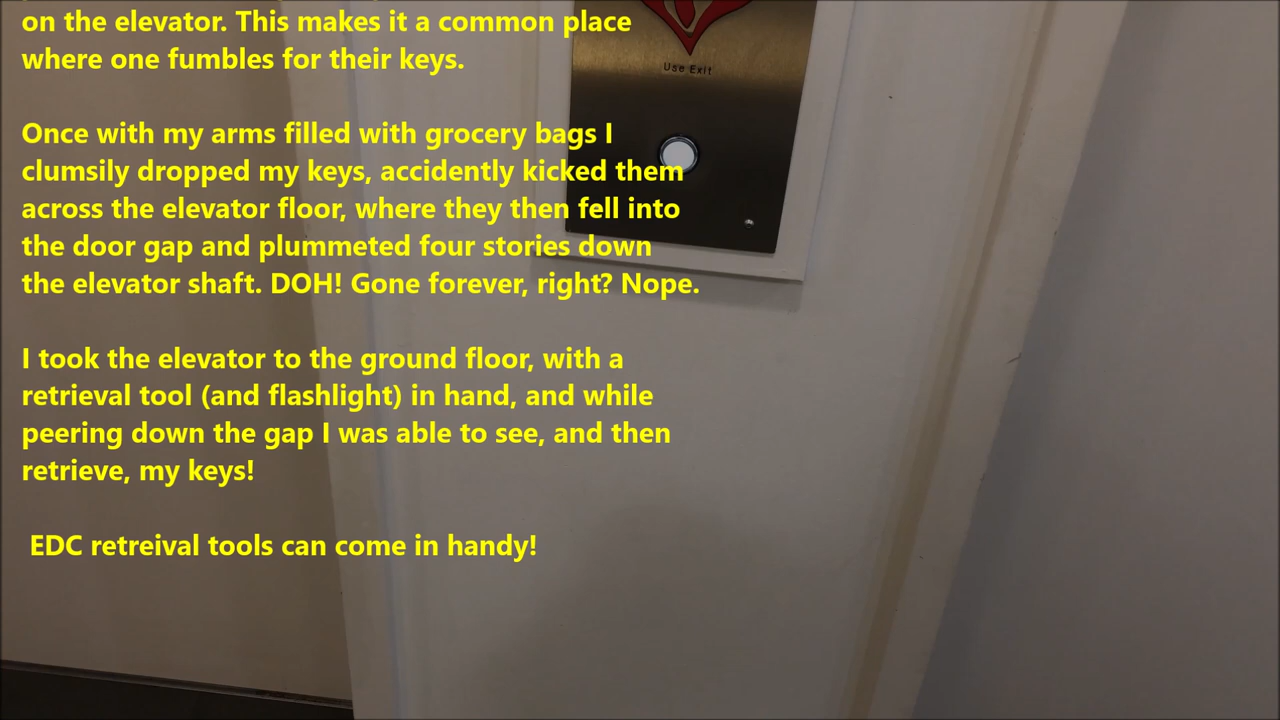 on the elevator. This makes it a common place
where one fumbles for their keys.
Once with my arms filled with grocery bags I
clumsily dropped my keys, accidently kicked them
across the elevator floor, where they then fell into
the door gap and plummeted four stories down
the elevator shaft. DOH! Gone forever, right? Nope.
I took the elevator to the ground floor, with a
retrieval tool (and flashlight) in hand, and while
peering down the gap I was able to see, and then
retrieve, my keys!
EDC retreival tools can come in handy!
Use Exit